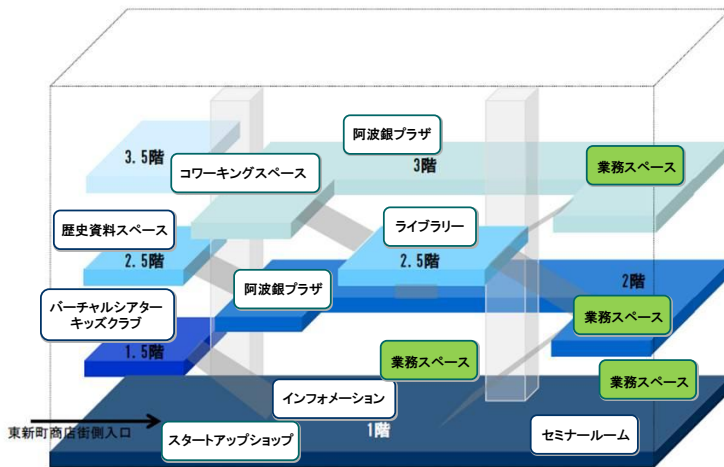 阿波銀プラザ
3.5階
3階
コワーキングスペース
業務スペース
歴史資料スペース
ライブラリー
2.5階
2.5階
阿波銀プラザ
2階
バーチャルシアター
キッズクラブ
業務スペース
1.5階
業務スペース
業務スペース
インフォメーション
東新町商店街側入口
スタートアップショップ
1階
セミナールーム